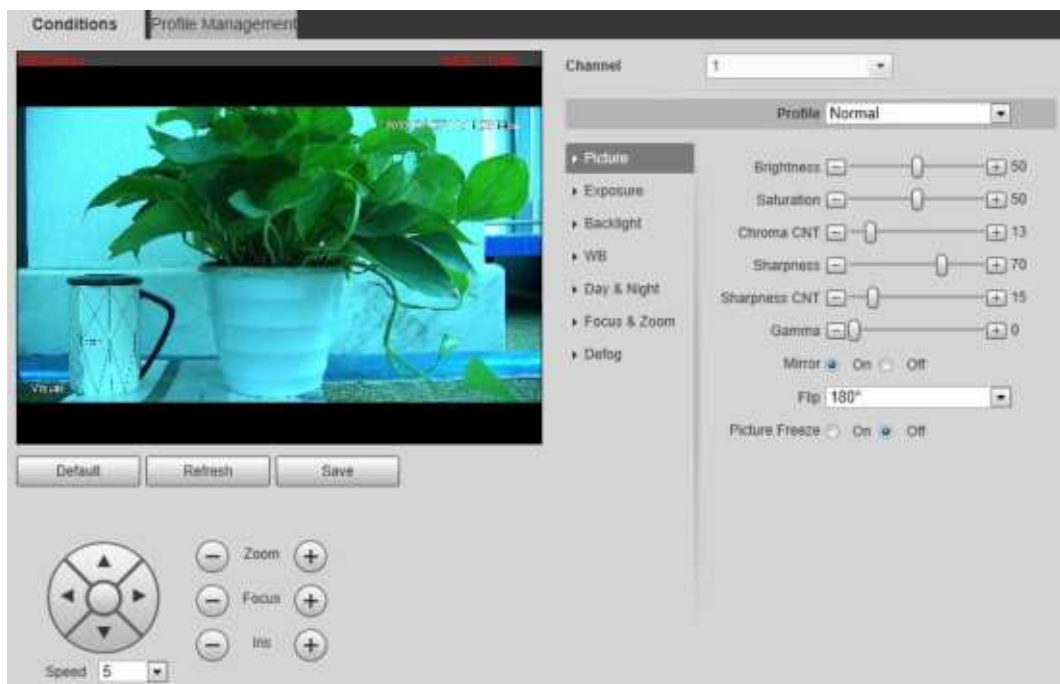 Conditions Profile Management
Channel 1
Profile Normal
Picture
Exposure
Backlight
WB
Day & Night
Focus & Zoom
Defog
Brightness 50
Saturation 50
Chroma CNT 13
Sharpness 70
Sharpness CNT 15
Gamma 0
Mirror On Off
Flip 180°
Picture Freeze On Off
Visual
Default Refresh Save
Zoom
Focus
Iris
Speed 5